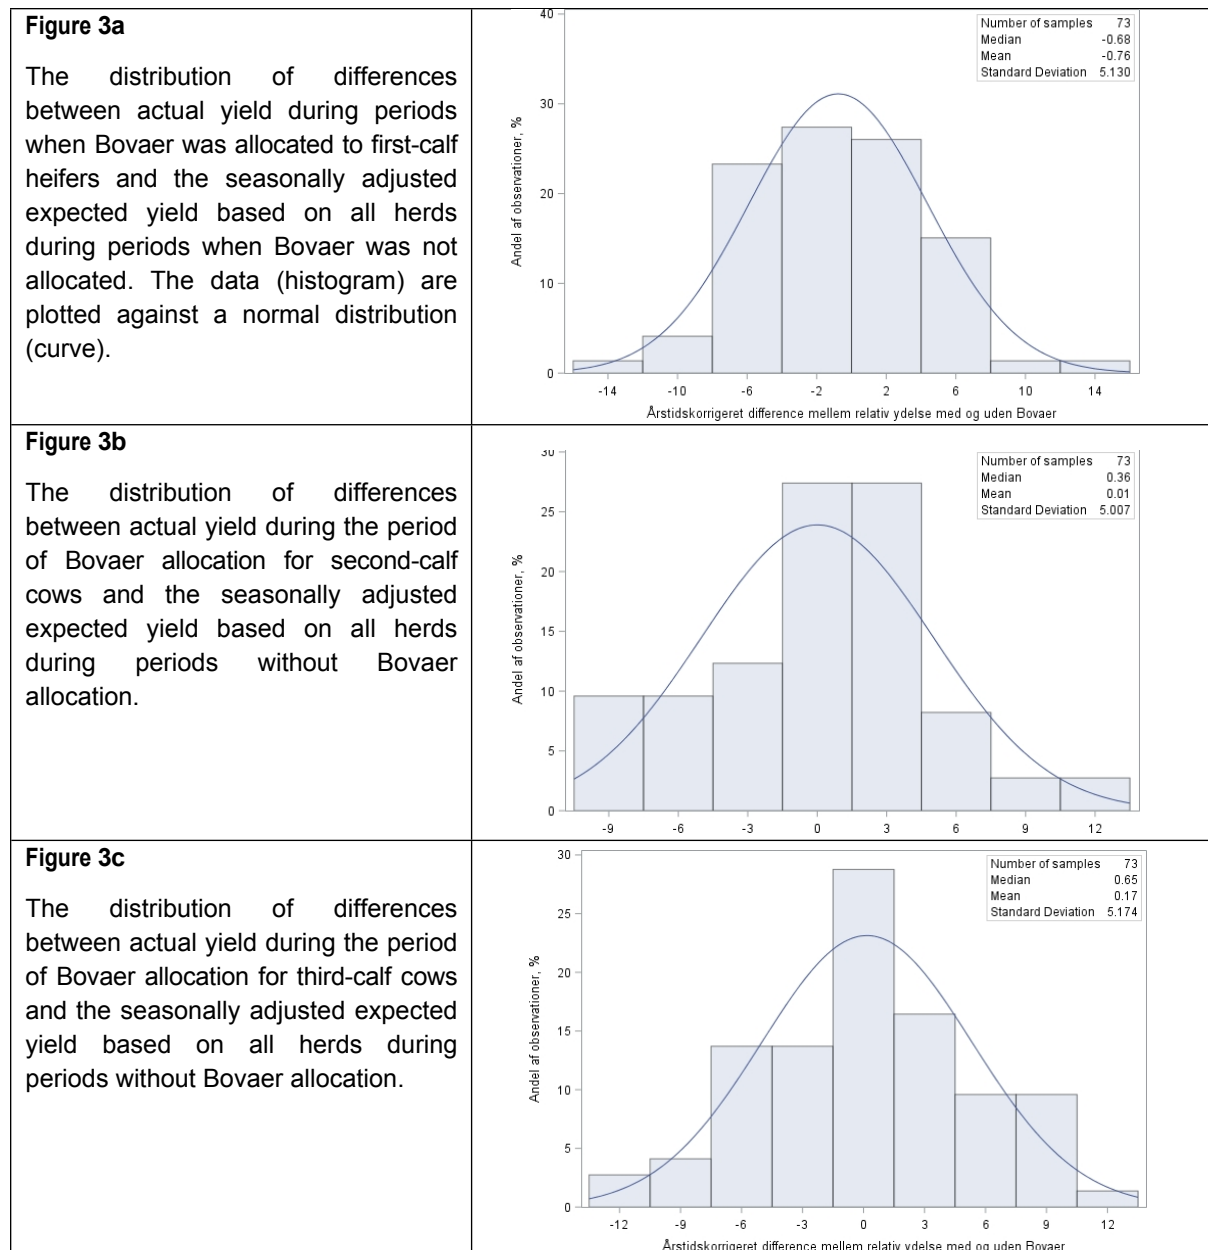 Figure 3a
The distribution of differences
between actual yield during periods
when Bovaer was allocated to first-calf
heifers and the seasonally adjusted
expected yield based on all herds
during periods when Bovaer was not
allocated. The data (histogram) are
plotted against a normal distribution
(curve).
Number of samples 73
Median -0.68
Mean -0.76
Standard Deviation 5.130
Andel af observationer, %
40
30
20
10
0
-14 -10 -6 -2 2 6 10 14
Årstidskorrigeret difference mellem relativ ydelse med og uden Bovaer
Figure 3b
The distribution of differences
between actual yield during the period
of Bovaer allocation for second-calf
cows and the seasonally adjusted
expected yield based on all herds
during periods without Bovaer
allocation.
Number of samples 73
Median 0.36
Mean 0.01
Standard Deviation 5.007
Andel af observationer, %
30
25
20
15
10
5
0
-9 -6 -3 0 3 6 9 12
Figure 3c
The distribution of differences
between actual yield during the period
of Bovaer allocation for third-calf cows
and the seasonally adjusted expected
yield based on all herds during
periods without Bovaer allocation.
Number of samples 73
Median 0.65
Mean 0.17
Standard Deviation 5.174
Andel af observationer, %
30
25
20
15
10
5
0
-12 -9 -6 -3 0 3 6 9 12
Årstidskorrigeret difference mellem relativ ydelse med og uden Bovaer